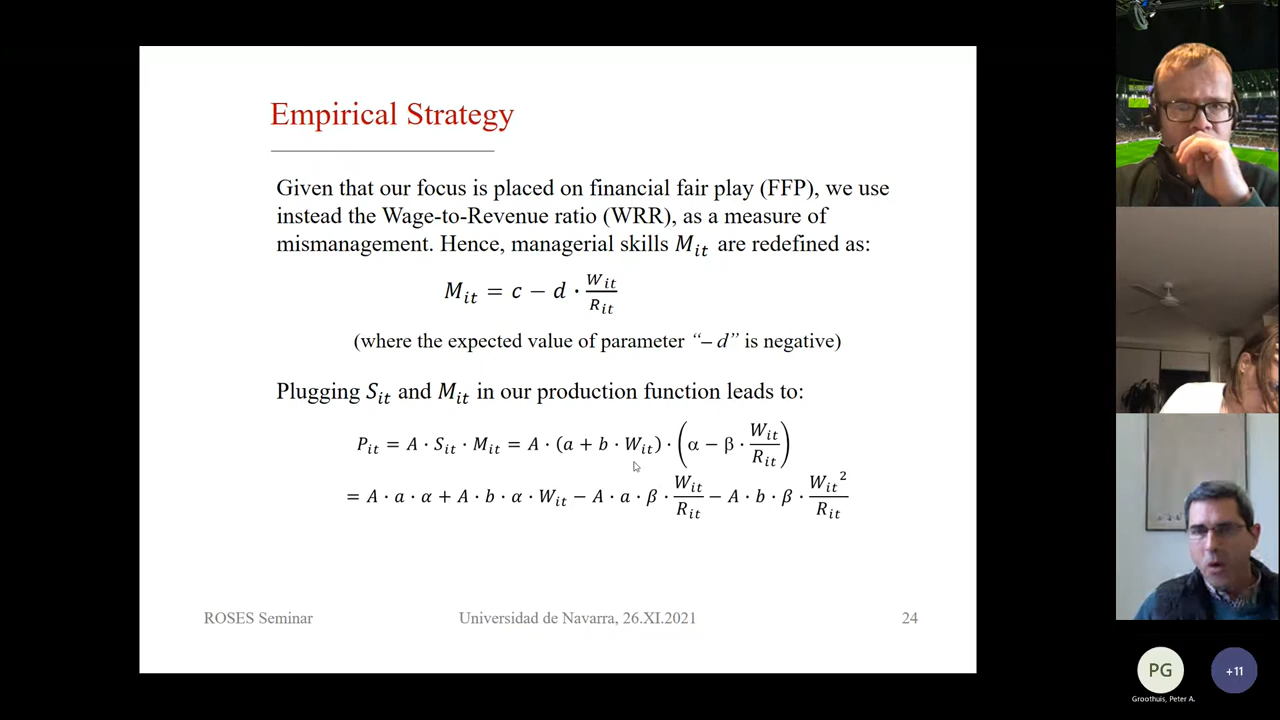 Empirical Strategy
Given that our focus is placed on financial fair play (FFP), we use
instead the Wage-to-Revenue ratio (WRR), as a measure of
mismanagement. Hence, managerial skills M_it are redefined as:
M_it = c − d · W_it / R_it
(where the expected value of parameter “– d” is negative)
Plugging S_it and M_it in our production function leads to:
P_it = A · S_it · M_it = A · (a + b · W_it) · (α − β · W_it / R_it)
= A · a · α + A · b · α · W_it − A · a · β · W_it / R_it − A · b · β · W_it² / R_it
ROSES Seminar Universidad de Navarra, 26.XI.2021 24
PG +11
Groothuis, Peter A.